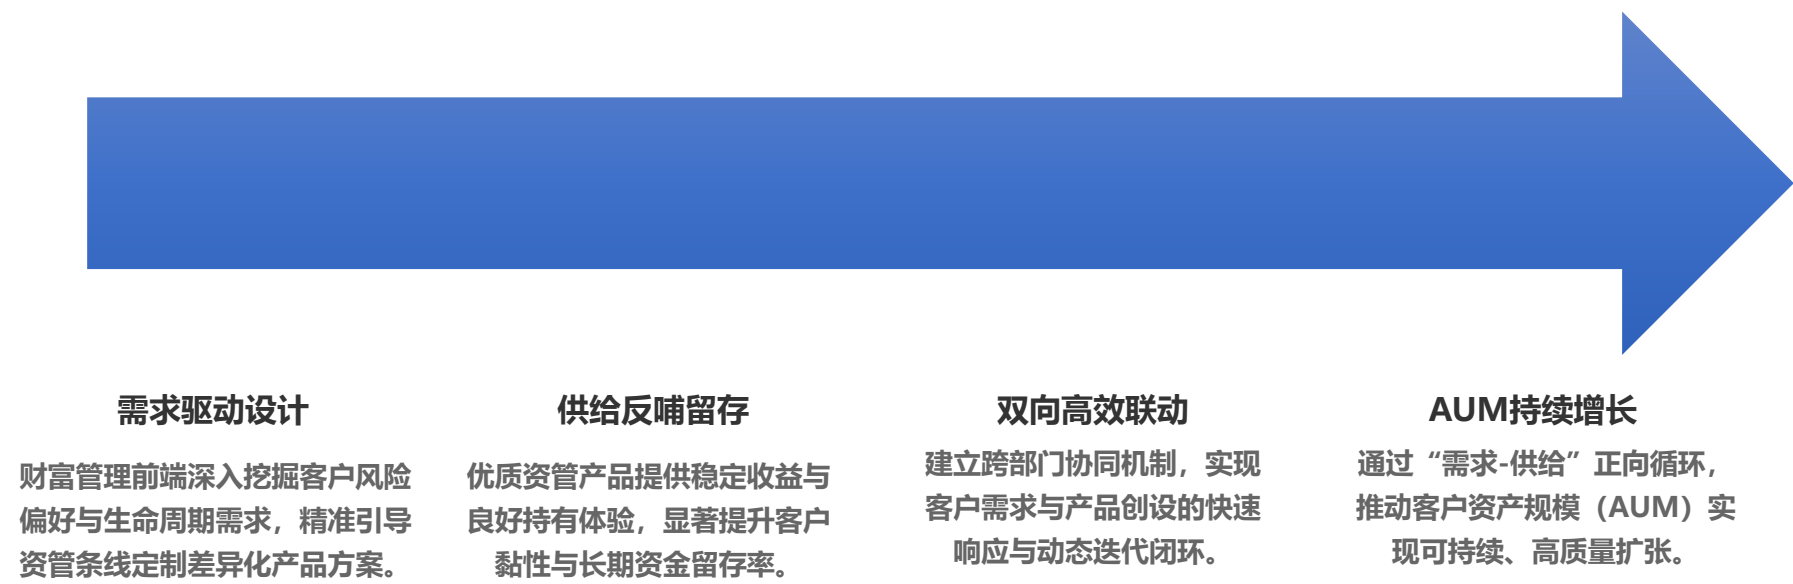 需求驱动设计
财富管理前端深入挖掘客户风险
偏好与生命周期需求，精准引导
资管条线定制差异化产品方案。
供给反哺留存
优质资管产品提供稳定收益与
良好持有体验，显著提升客户
黏性与长期资金留存率。
双向高效联动
建立跨部门协同机制，实现
客户需求与产品创设的快速
响应与动态迭代闭环。
AUM持续增长
通过“需求-供给”正向循环，
推动客户资产规模（AUM）实
现可持续、高质量扩张。